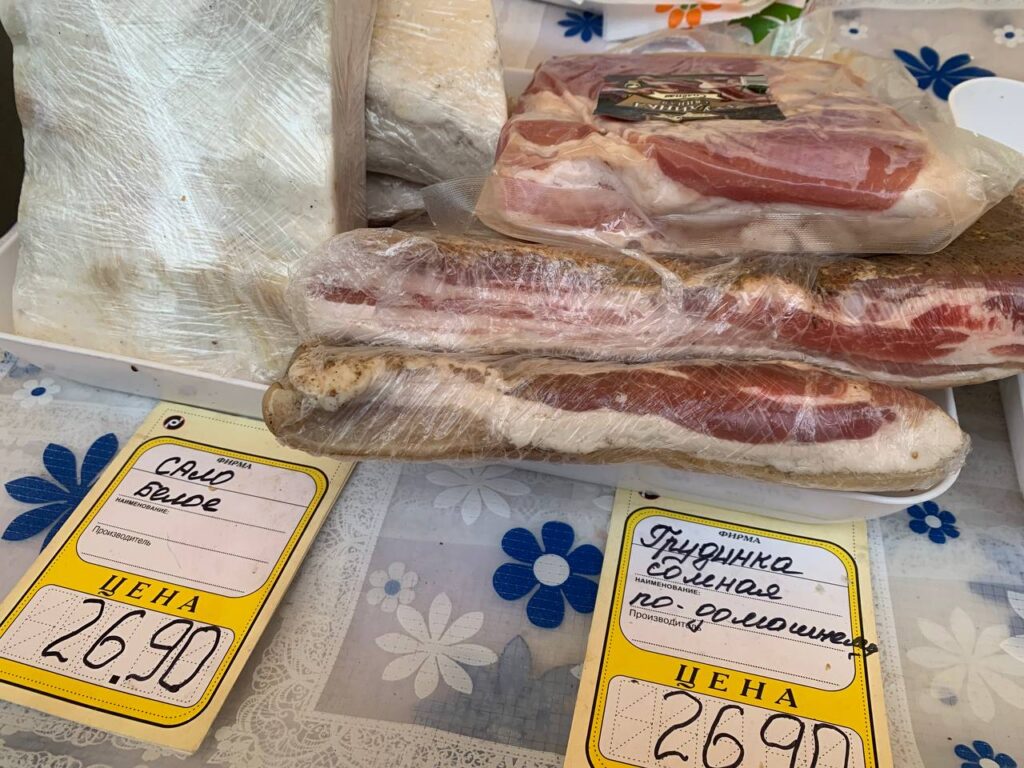 ФИРМА
САЛО
Белое
НАИМЕНОВАНИЕ:
Производитель
ЦЕНА
26.90
ФИРМА
Грудинка
соленая
НАИМЕНОВАНИЕ:
по-домашнему
Производитель
ЦЕНА
26 90